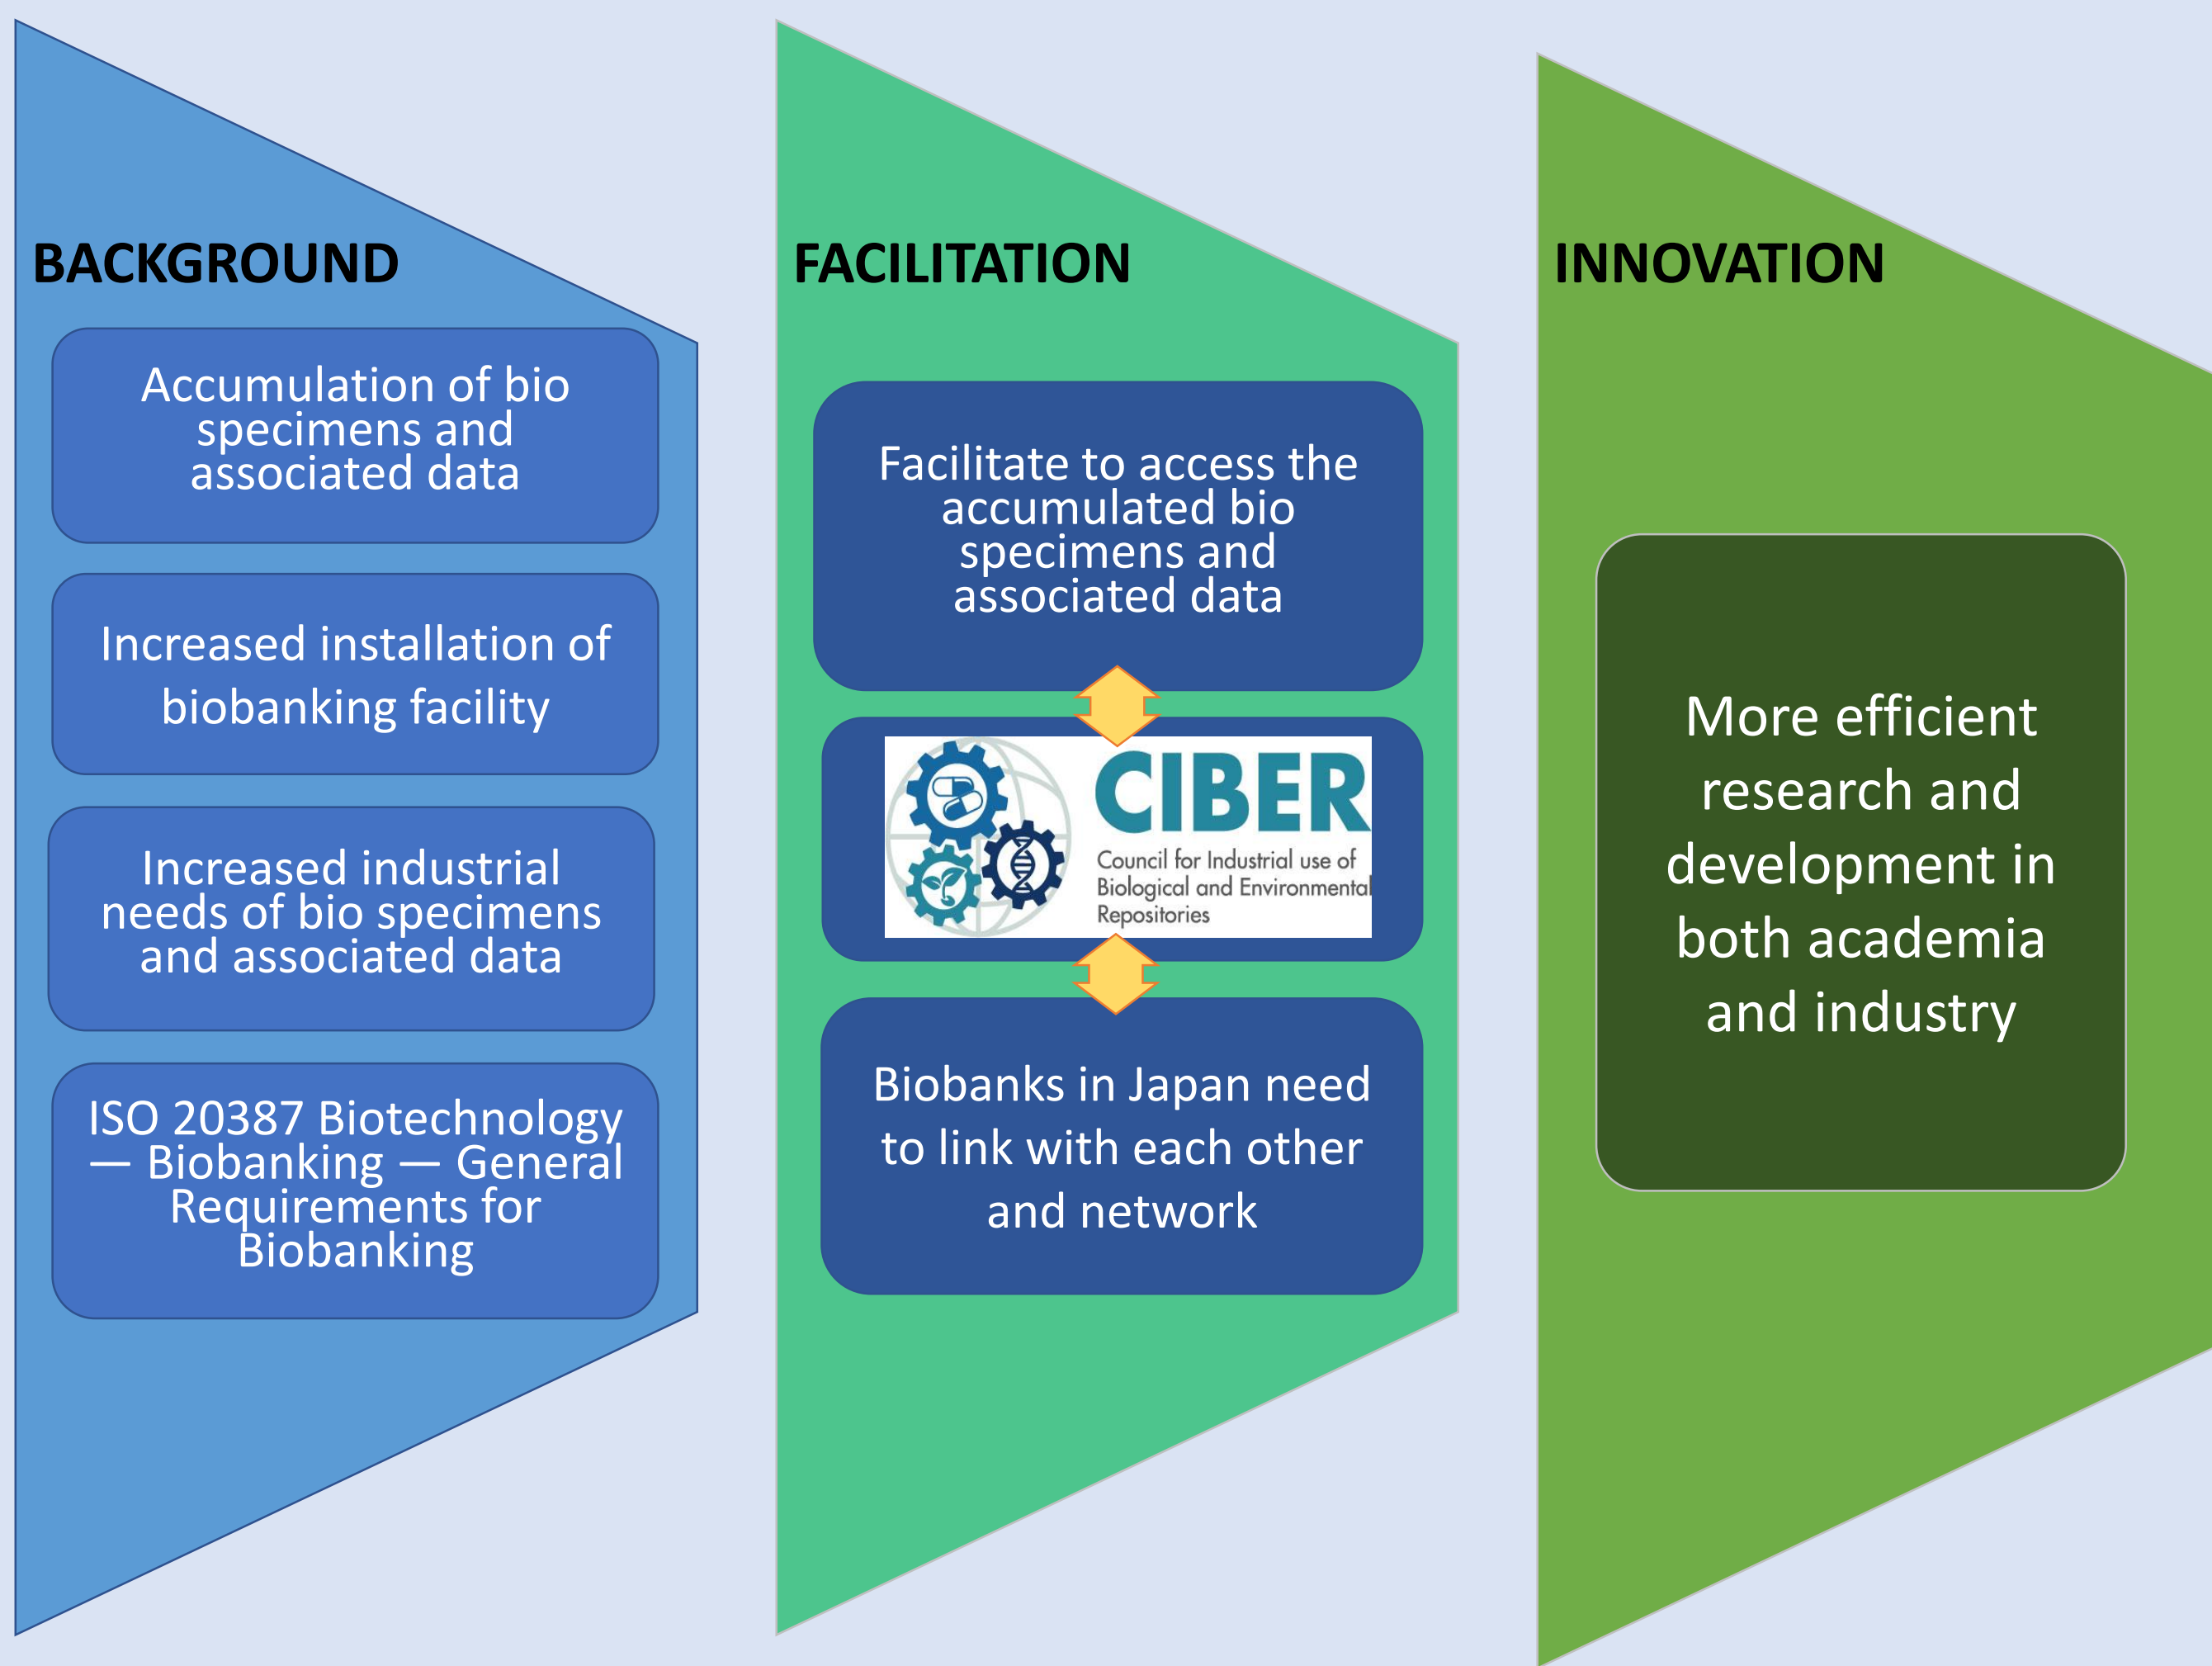 BACKGROUND
Accumulation of bio
specimens and
associated data
Increased installation of
biobanking facility
Increased industrial
needs of bio specimens
and associated data
ISO 20387 Biotechnology
— Biobanking — General
Requirements for
Biobanking
FACILITATION
Facilitate to access the
accumulated bio
specimens and
associated data
CIBER
Council for Industrial use of
Biological and Environmental
Repositories
Biobanks in Japan need
to link with each other
and network
INNOVATION
More efficient
research and
development in
both academia
and industry